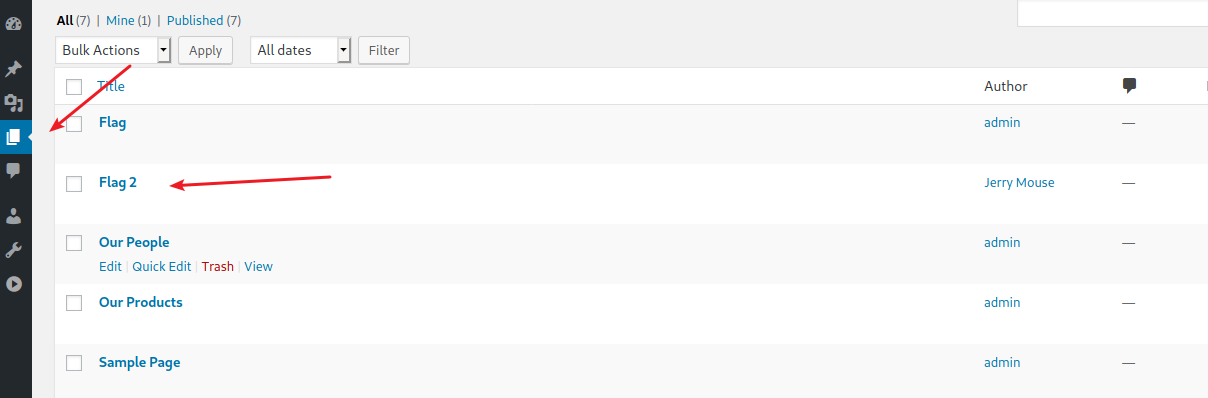 All (7) | Mine (1) | Published (7)
Bulk Actions Apply All dates Filter
Title Author
Flag admin —
Flag 2 Jerry Mouse —
Our People admin —
Edit | Quick Edit | Trash | View
Our Products admin —
Sample Page admin —